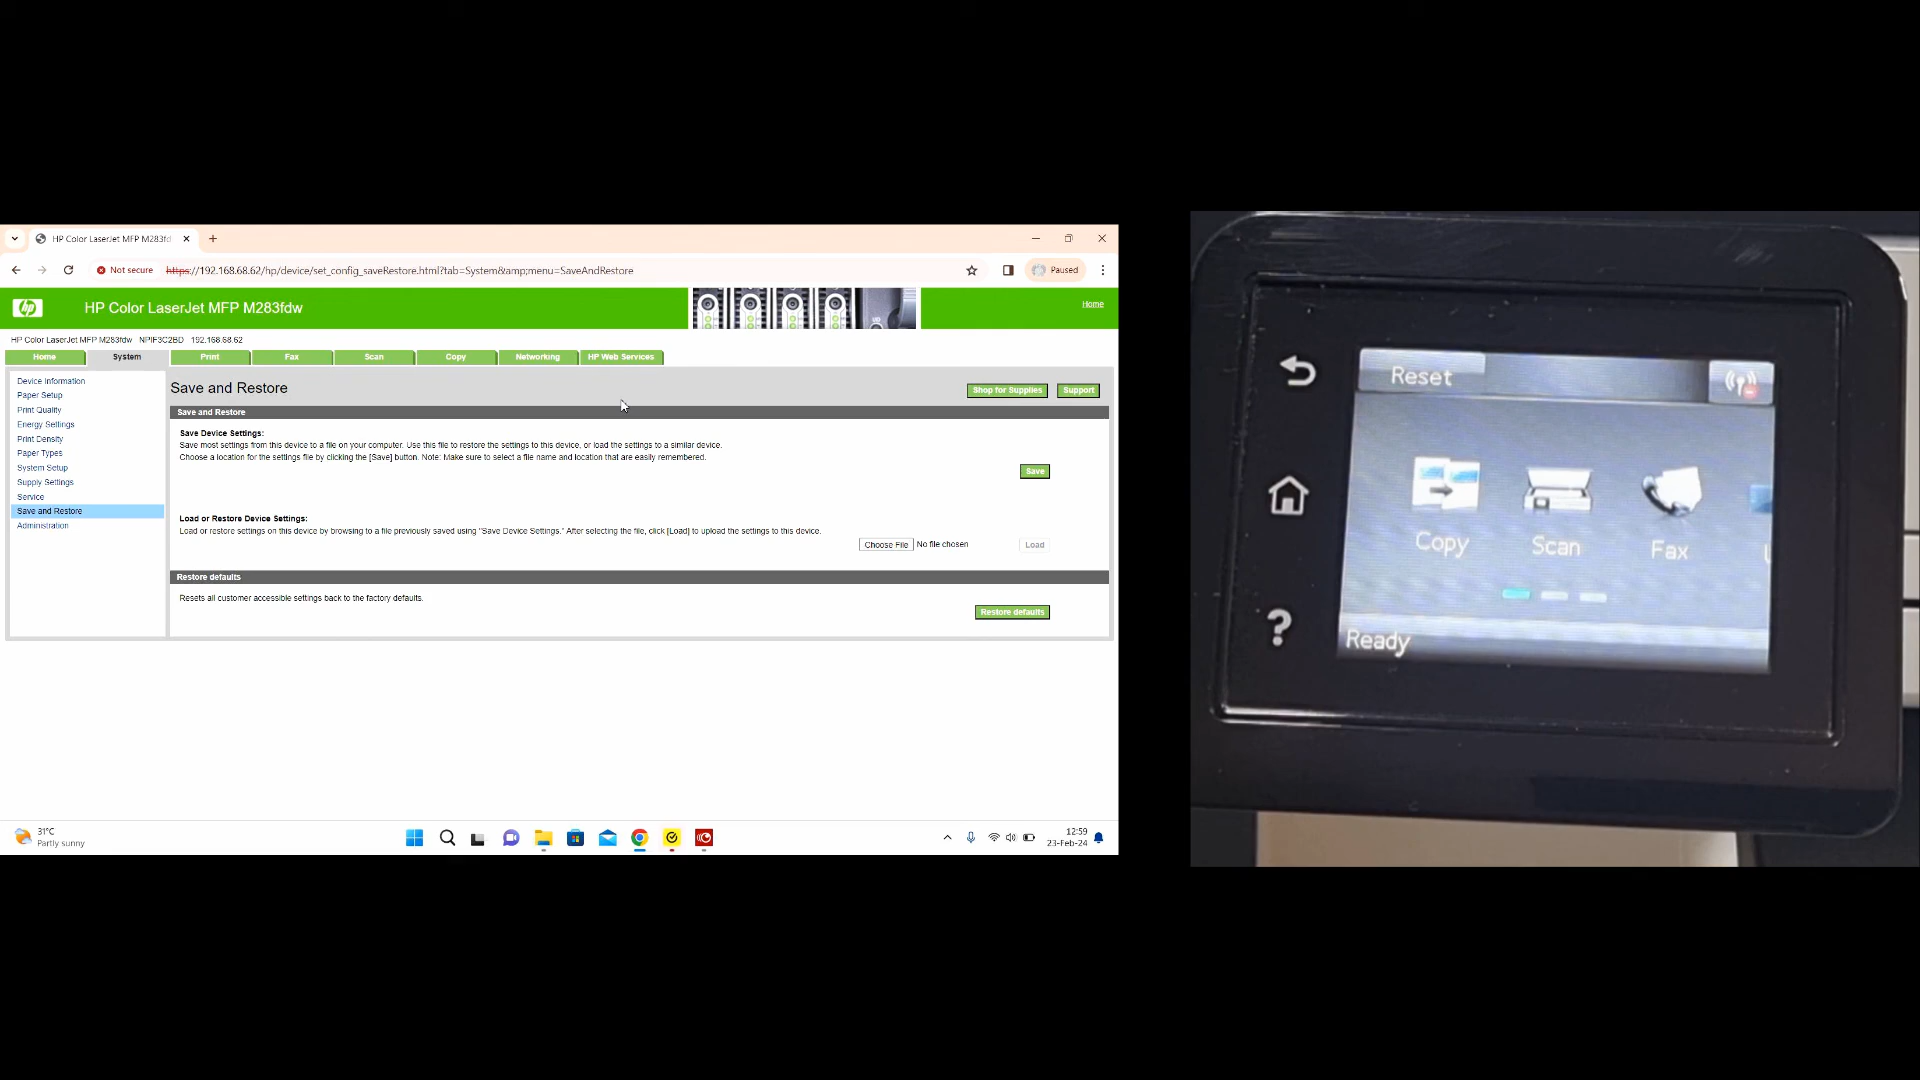 HP Color LaserJet MFP M283fd
Not secure https://192.168.68.62/hp/device/set_config_saveRestore.html?tab=System&amp;menu=SaveAndRestore Paused
hp HP Color LaserJet MFP M283fdw Home
HP Color LaserJet MFP M283fdw NPIF3C2BD 192.168.68.62
Home System Print Fax Scan Copy Networking HP Web Services
Device Information
Paper Setup
Print Quality
Energy Settings
Print Density
Paper Types
System Setup
Supply Settings
Service
Save and Restore
Administration
Save and Restore
Shop for Supplies Support
Save and Restore
Save Device Settings:
Save most settings from this device to a file on your computer. Use this file to restore the settings to this device, or load the settings to a similar device.
Choose a location for the settings file by clicking the [Save] button. Note: Make sure to select a file name and location that are easily remembered.
Save
Load or Restore Device Settings:
Load or restore settings on this device by browsing to a file previously saved using "Save Device Settings." After selecting the file, click [Load] to upload the settings to this device.
Choose File No file chosen Load
Restore defaults
Resets all customer accessible settings back to the factory defaults.
Restore defaults
31°C
Partly sunny
12:59
23-Feb-24
Reset
Copy Scan Fax
Ready
?